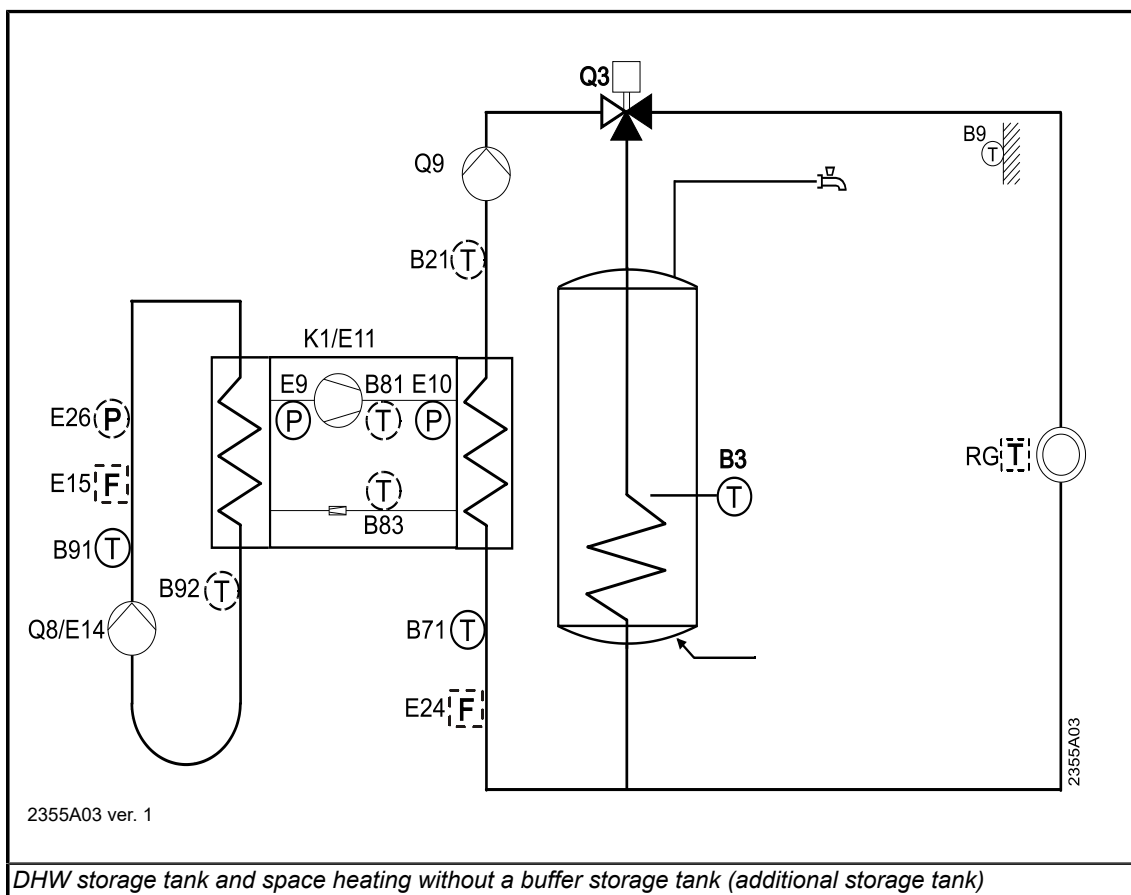 Q3
B9
T
Q9
B21 T
K1/E11
E9 B81 E10
P T P
E26 P
RG T
B3
T
E15 F
T
B83
B91 T
B92 T
Q8/E14
B71 T
E24 F
2355A03
2355A03 ver. 1
DHW storage tank and space heating without a buffer storage tank (additional storage tank)